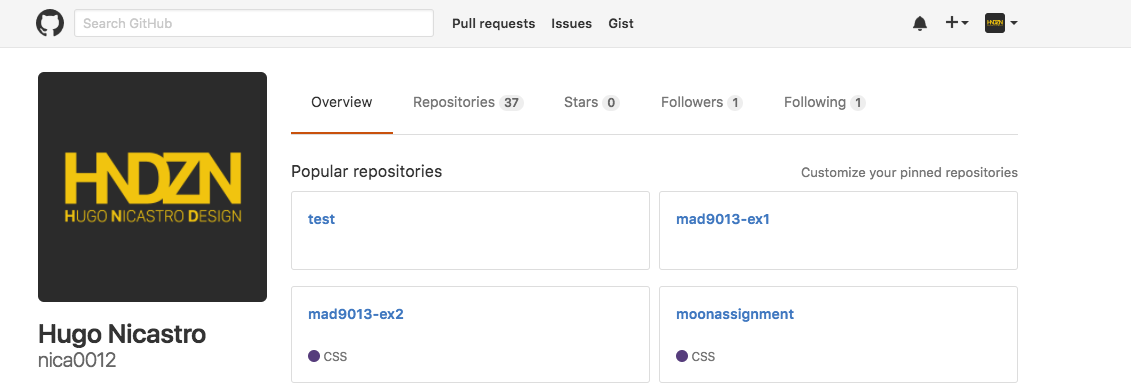 Search GitHub Pull requests Issues Gist HNDZN
HNDZN
HUGO NICASTRO DESIGN
Hugo Nicastro
nica0012
Overview Repositories 37 Stars 0 Followers 1 Following 1
Popular repositories Customize your pinned repositories
test mad9013-ex1
mad9013-ex2 moonassignment
CSS CSS